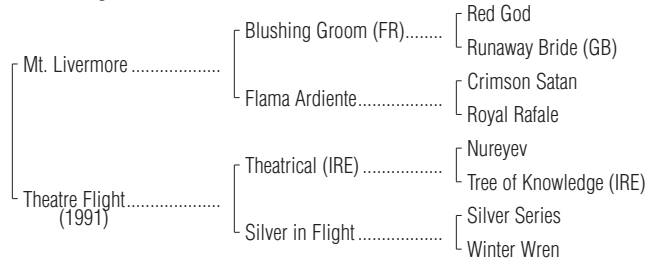 Red God
Blushing Groom (FR)........
Runaway Bride (GB)
Mt. Livermore ...................
Crimson Satan
Flama Ardiente..................
Royal Rafale
Nureyev
Theatrical (IRE) .................
Tree of Knowledge (IRE)
Theatre Flight....................
(1991)
Silver Series
Silver in Flight..................
Winter Wren